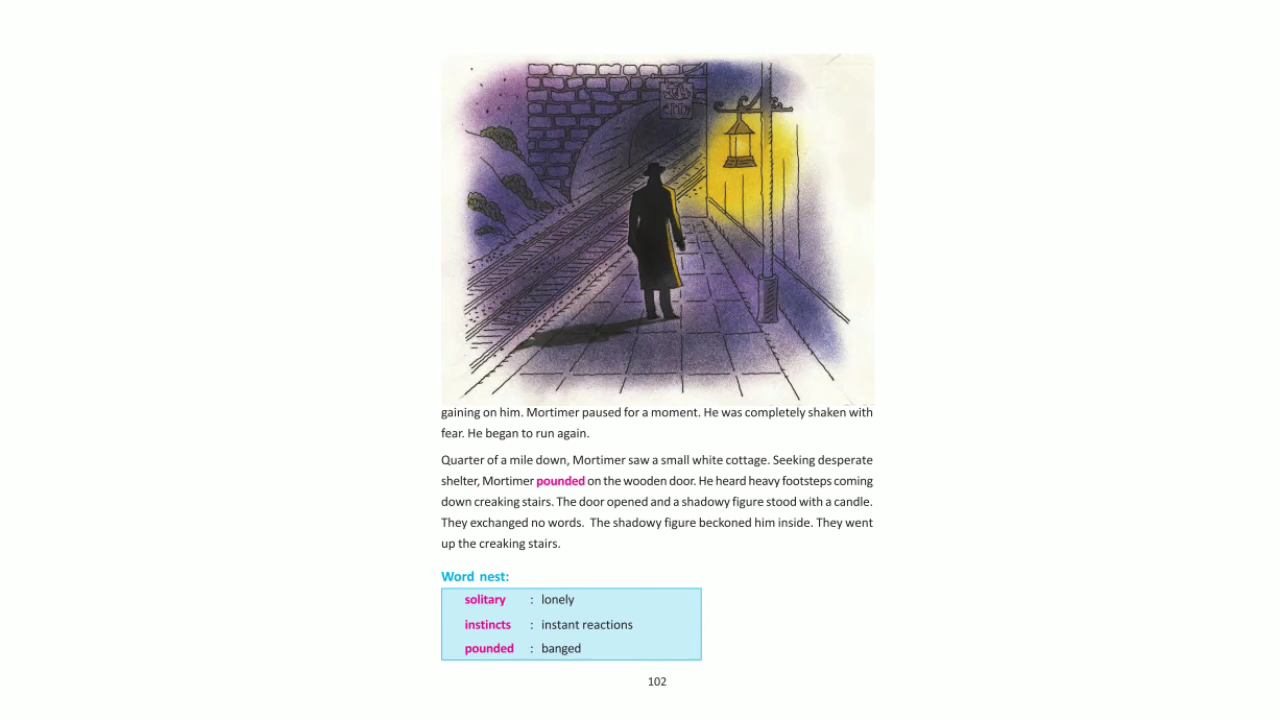 gaining on him. Mortimer paused for a moment. He was completely shaken with
fear. He began to run again.
Quarter of a mile down, Mortimer saw a small white cottage. Seeking desperate
shelter, Mortimer pounded on the wooden door. He heard heavy footsteps coming
down creaking stairs. The door opened and a shadowy figure stood with a candle.
They exchanged no words. The shadowy figure beckoned him inside. They went
up the creaking stairs.
Word nest:
solitary : lonely
instincts : instant reactions
pounded : banged
102